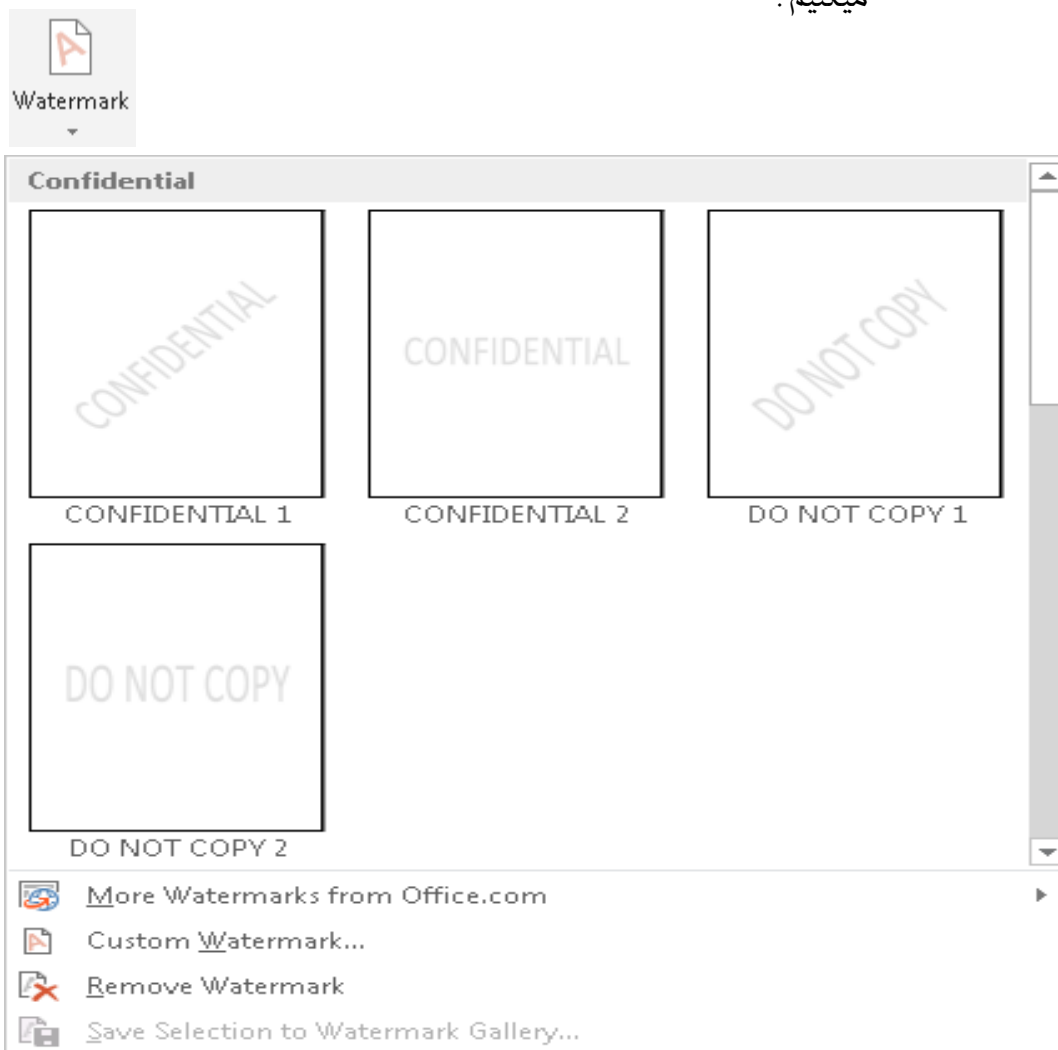 میکنیم.
Watermark
Confidential
CONFIDENTIAL
CONFIDENTIAL
DO NOT COPY
CONFIDENTIAL 1
CONFIDENTIAL 2
DO NOT COPY 1
DO NOT COPY
DO NOT COPY 2
More Watermarks from Office.com
Custom Watermark...
Remove Watermark
Save Selection to Watermark Gallery...